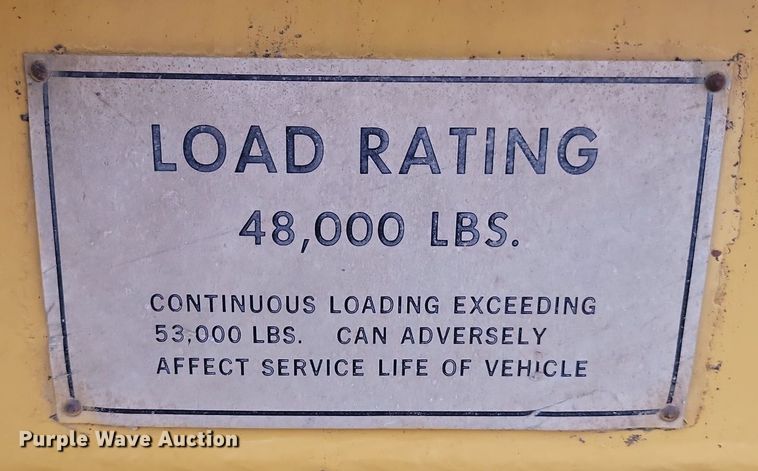 LOAD RATING
48,000 LBS.
CONTINUOUS LOADING EXCEEDING
53,000 LBS. CAN ADVERSELY
AFFECT SERVICE LIFE OF VEHICLE
Purple Wave Auction